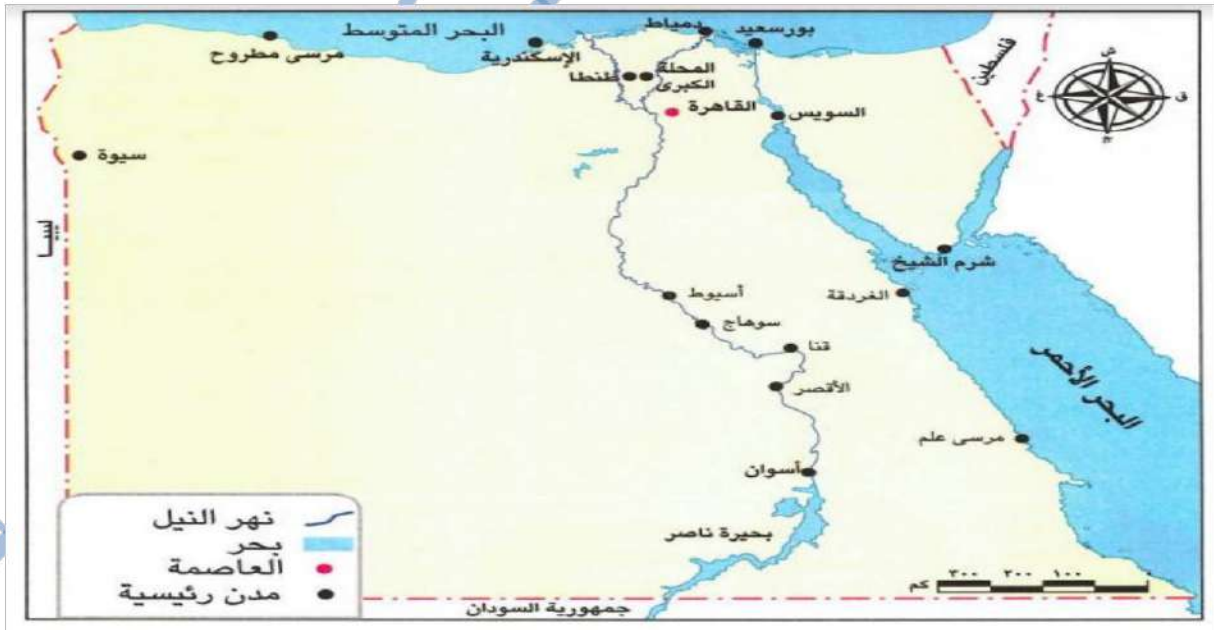 البحر المتوسط
مرسى مطروح
الإسكندرية
دمياط
بورسعيد
طنطا
المحلة
الكبرى
القاهرة
السويس
فلسطين
ش
ق
ج
غ
سيوة
ليبيا
شرم الشيخ
الغردقة
أسيوط
سوهاج
قنا
الأقصر
البحر الأحمر
مرسى علم
أسوان
بحيرة ناصر
جمهورية السودان
نهر النيل
بحر
العاصمة
مدن رئيسية
٣٠٠ ٢٠٠ ١٠٠
كم